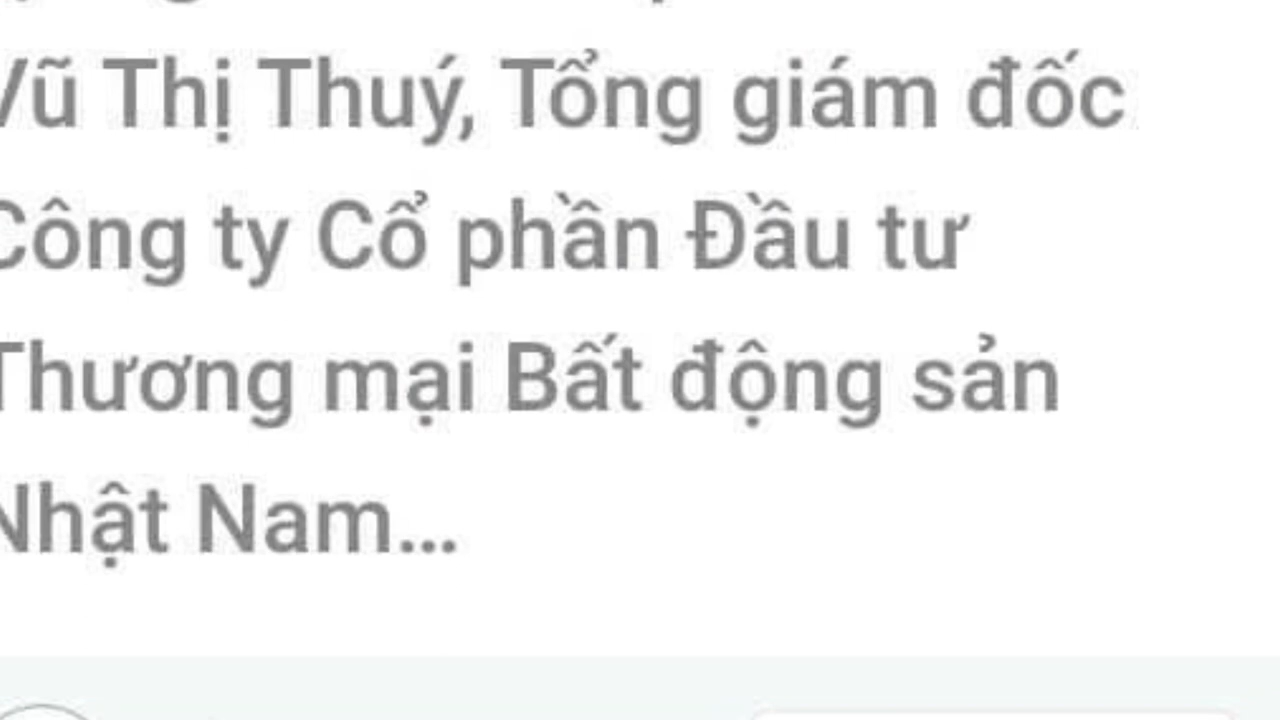 Vũ Thị Thuý, Tổng giám đốc
Công ty Cổ phần Đầu tư
Thương mại Bất động sản
Nhật Nam...